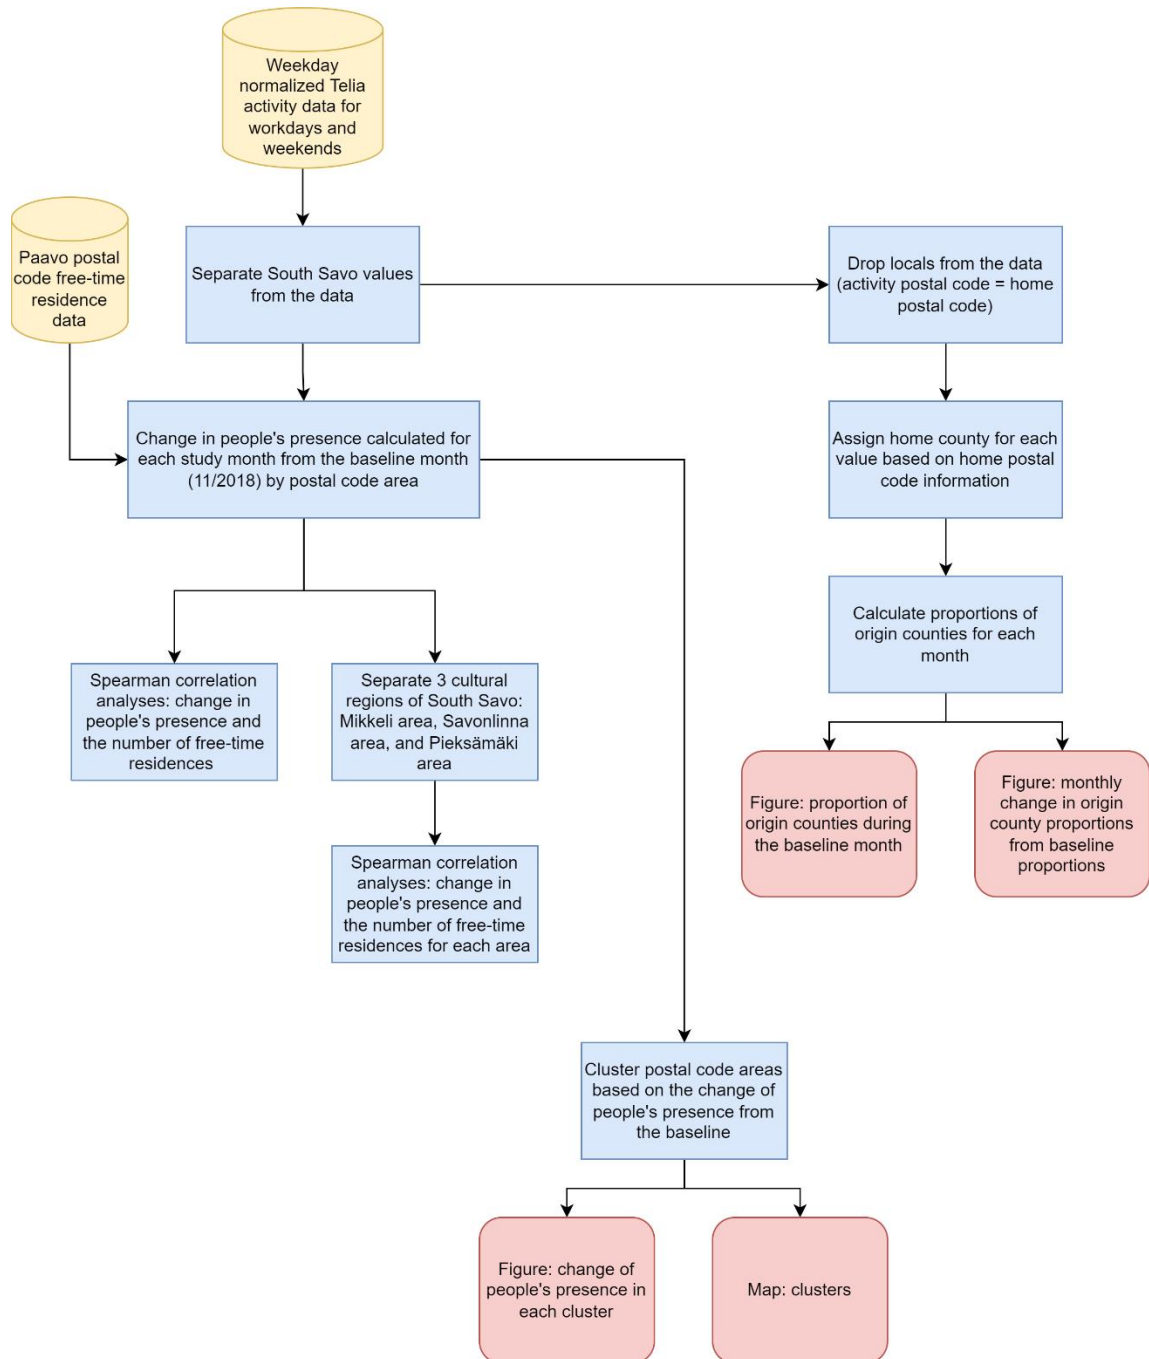 Weekday
normalized Telia
activity data for
workdays and
weekends
Paavo postal
code free-time
residence
data
Separate South Savo values
from the data
Drop locals from the data
(activity postal code = home
postal code)
Change in people's presence calculated for
each study month from the baseline month
(11/2018) by postal code area
Assign home county for each
value based on home postal
code information
Calculate proportions of
origin counties for each
month
Spearman correlation
analyses: change in
people's presence and
the number of free-time
residences
Separate 3 cultural
regions of South Savo:
Mikkeli area, Savonlinna
area, and Pieksämäki
area
Figure: proportion of
origin counties during
the baseline month
Figure: monthly
change in origin
county proportions
from baseline
proportions
Spearman correlation
analyses: change in
people's presence and
the number of free-time
residences for each area
Cluster postal code areas
based on the change of
people's presence from
the baseline
Figure: change of
people's presence in
each cluster
Map: clusters